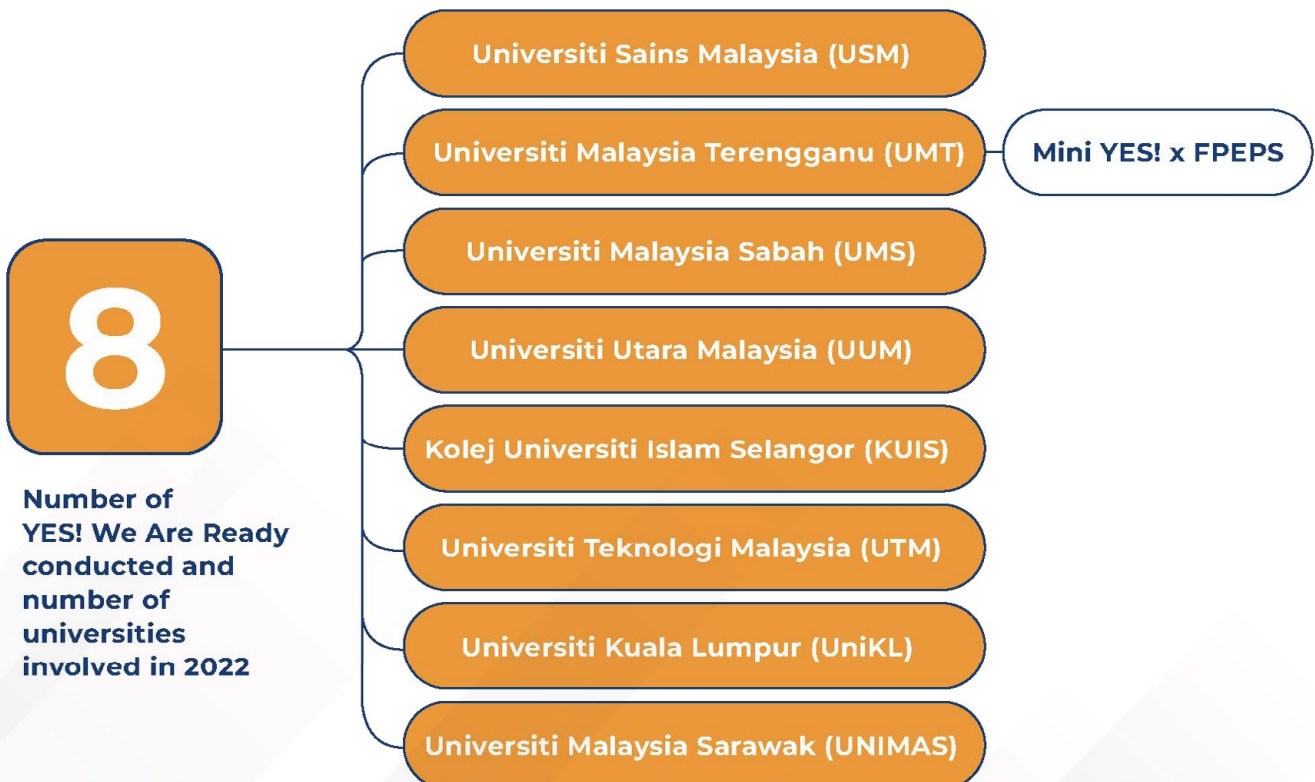 8
Number of
YES! We Are Ready
conducted and
number of
universities
involved in 2022
Universiti Sains Malaysia (USM)
Universiti Malaysia Terengganu (UMT)
Mini YES! x FPEPS
Universiti Malaysia Sabah (UMS)
Universiti Utara Malaysia (UUM)
Kolej Universiti Islam Selangor (KUIS)
Universiti Teknologi Malaysia (UTM)
Universiti Kuala Lumpur (UniKL)
Universiti Malaysia Sarawak (UNIMAS)